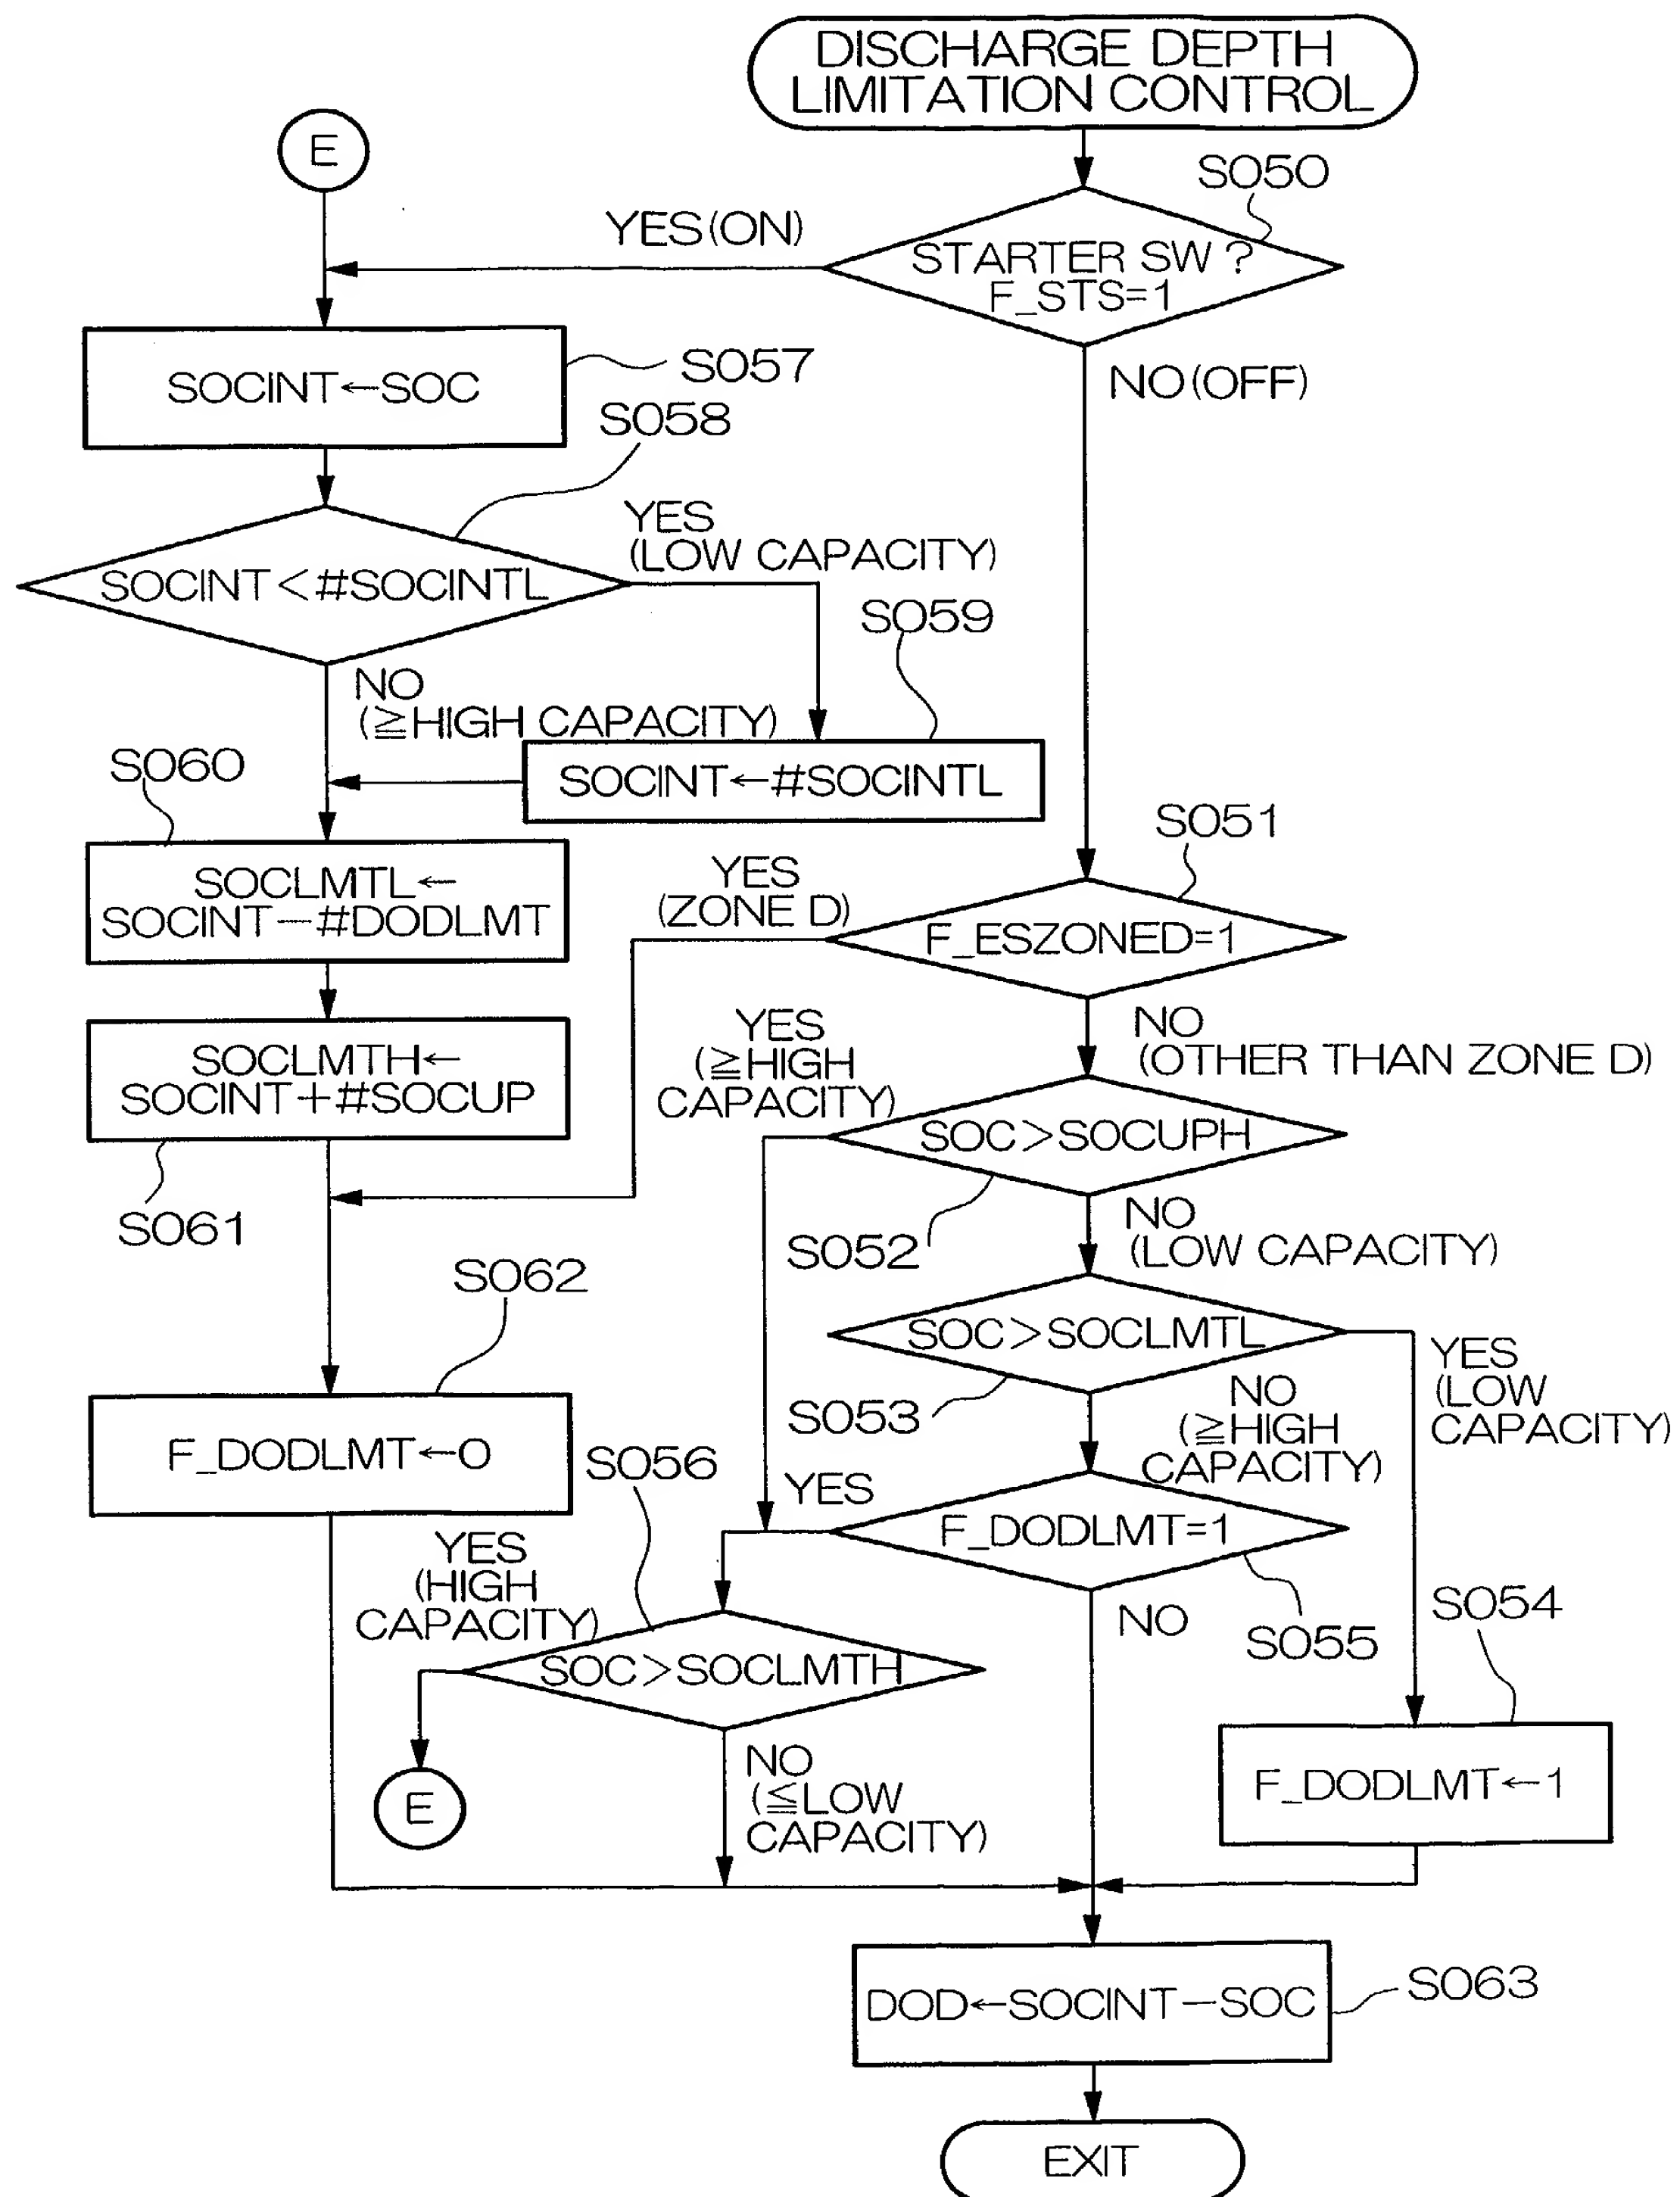 DISCHARGE DEPTH
LIMITATION CONTROL
E
S050
YES(ON)
STARTER SW ?
F_STS=1
NO(OFF)
SOCINT←SOC
S057
S058
YES
(LOW CAPACITY)
SOCINT<#SOCINTL
S059
NO
(≧HIGH CAPACITY)
SOCINT←#SOCINTL
S060
SOCLMTL←
SOCINT−#DODLMT
S051
YES
(ZONE D)
F_ESZONED=1
NO
(OTHER THAN ZONE D)
SOCLMTH←
SOCINT+#SOCUP
S061
YES
(≧HIGH
CAPACITY)
SOC>SOCUPH
S052
NO
(LOW CAPACITY)
S062
SOC>SOCLMTL
S053
YES
(LOW
CAPACITY)
NO
(≧HIGH
CAPACITY)
F_DODLMT←0
S056
YES
F_DODLMT=1
S055
NO
YES
(HIGH
CAPACITY)
SOC>SOCLMTH
S054
F_DODLMT←1
E
NO
(≦LOW
CAPACITY)
DOD←SOCINT−SOC
S063
EXIT